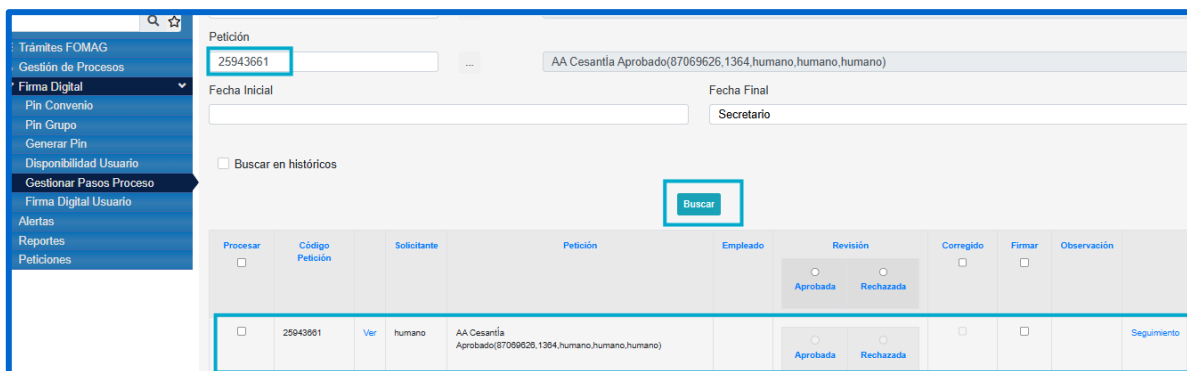 Trámites FOMAG
Gestión de Procesos
Firma Digital
Pin Convenio
Pin Grupo
Generar Pin
Disponibilidad Usuario
Gestionar Pasos Proceso
Firma Digital Usuario
Alertas
Reportes
Peticiones
Petición
25943661
...
AA Cesantía Aprobado(87069626,1364,humano,humano,humano)
Fecha Inicial
Fecha Final
Secretario
Buscar en históricos
Buscar
Procesar
Código Petición
Solicitante
Petición
Empleado
Revisión
Aprobada
Rechazada
Corregido
Firmar
Observación
25943661
Ver
humano
AA Cesantía
Aprobado(87069626,1364,humano,humano,humano)
Aprobada
Rechazada
Seguimiento